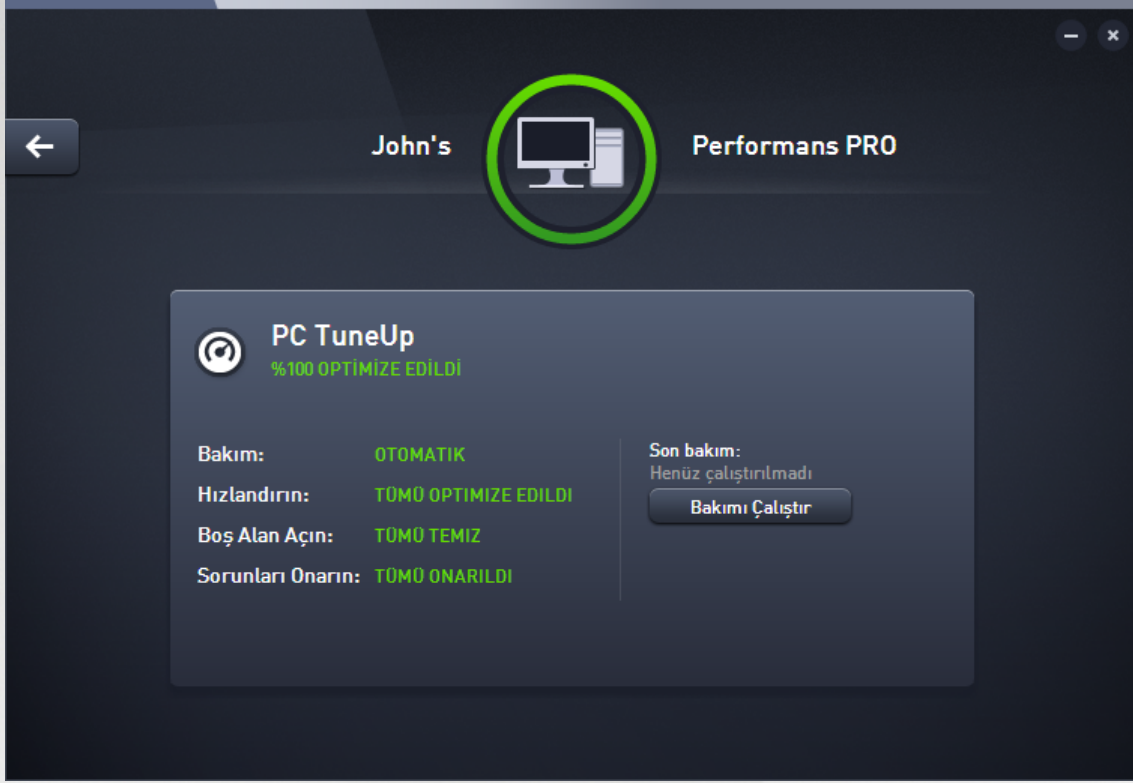 John's
Performans PRO
PC TuneUp
%100 OPTİMİZE EDİLDİ
Bakım: OTOMATIK
Hızlandırın: TÜMÜ OPTIMIZE EDILDI
Boş Alan Açın: TÜMÜ TEMIZ
Sorunları Onarın: TÜMÜ ONARILDI
Son bakım:
Henüz çalıştırılmadı
Bakımı Çalıştır